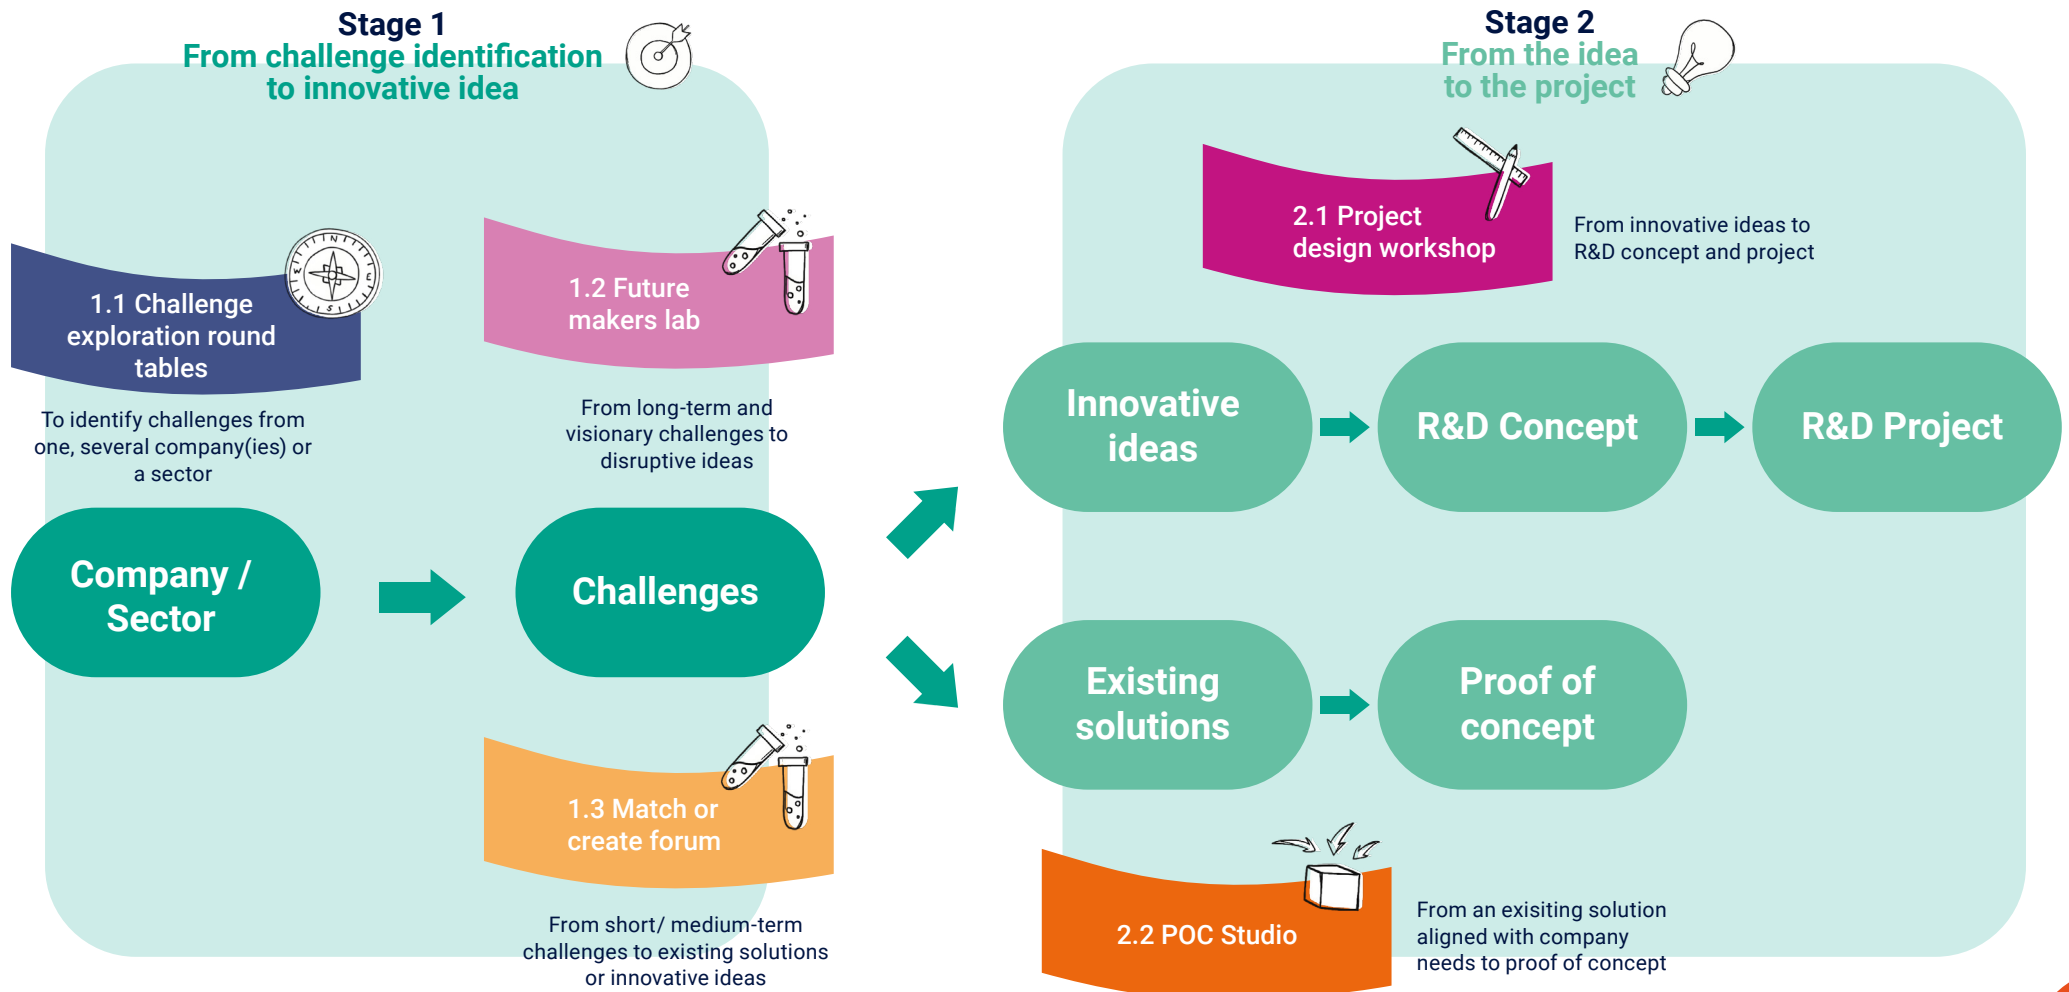 Stage 1
From challenge identification
to innovative idea
1.1 Challenge
exploration round
tables
To identify challenges from
one, several company(ies) or
a sector
1.2 Future
makers lab
From long-term and
visionary challenges to
disruptive ideas
Company /
Sector
Challenges
1.3 Match or
create forum
From short/ medium-term
challenges to existing solutions
or innovative ideas
Stage 2
From the idea
to the project
2.1 Project
design workshop
From innovative ideas to
R&D concept and project
Innovative
ideas
R&D Concept
R&D Project
Existing
solutions
Proof of
concept
2.2 POC Studio
From an exisiting solution
aligned with company
needs to proof of concept
N
E
S
W